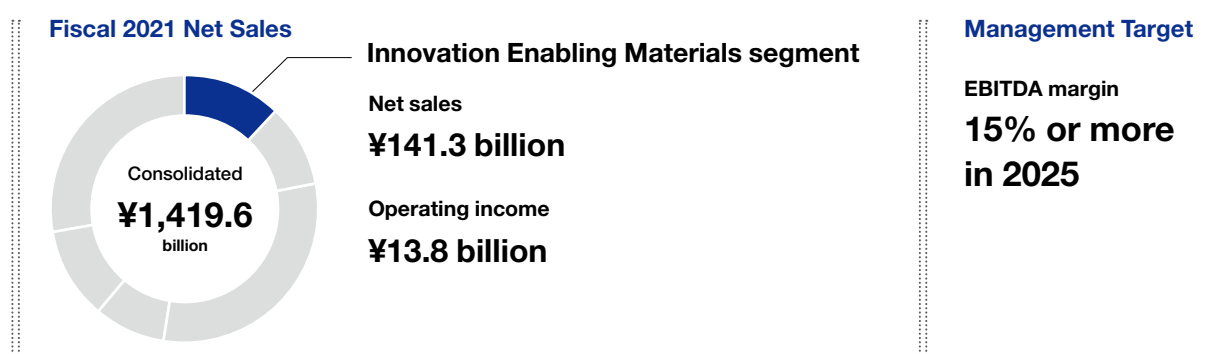 Fiscal 2021 Net Sales
Consolidated
¥1,419.6
billion
Innovation Enabling Materials segment
Net sales
¥141.3 billion
Operating income
¥13.8 billion
Management Target
EBITDA margin
15% or more
in 2025